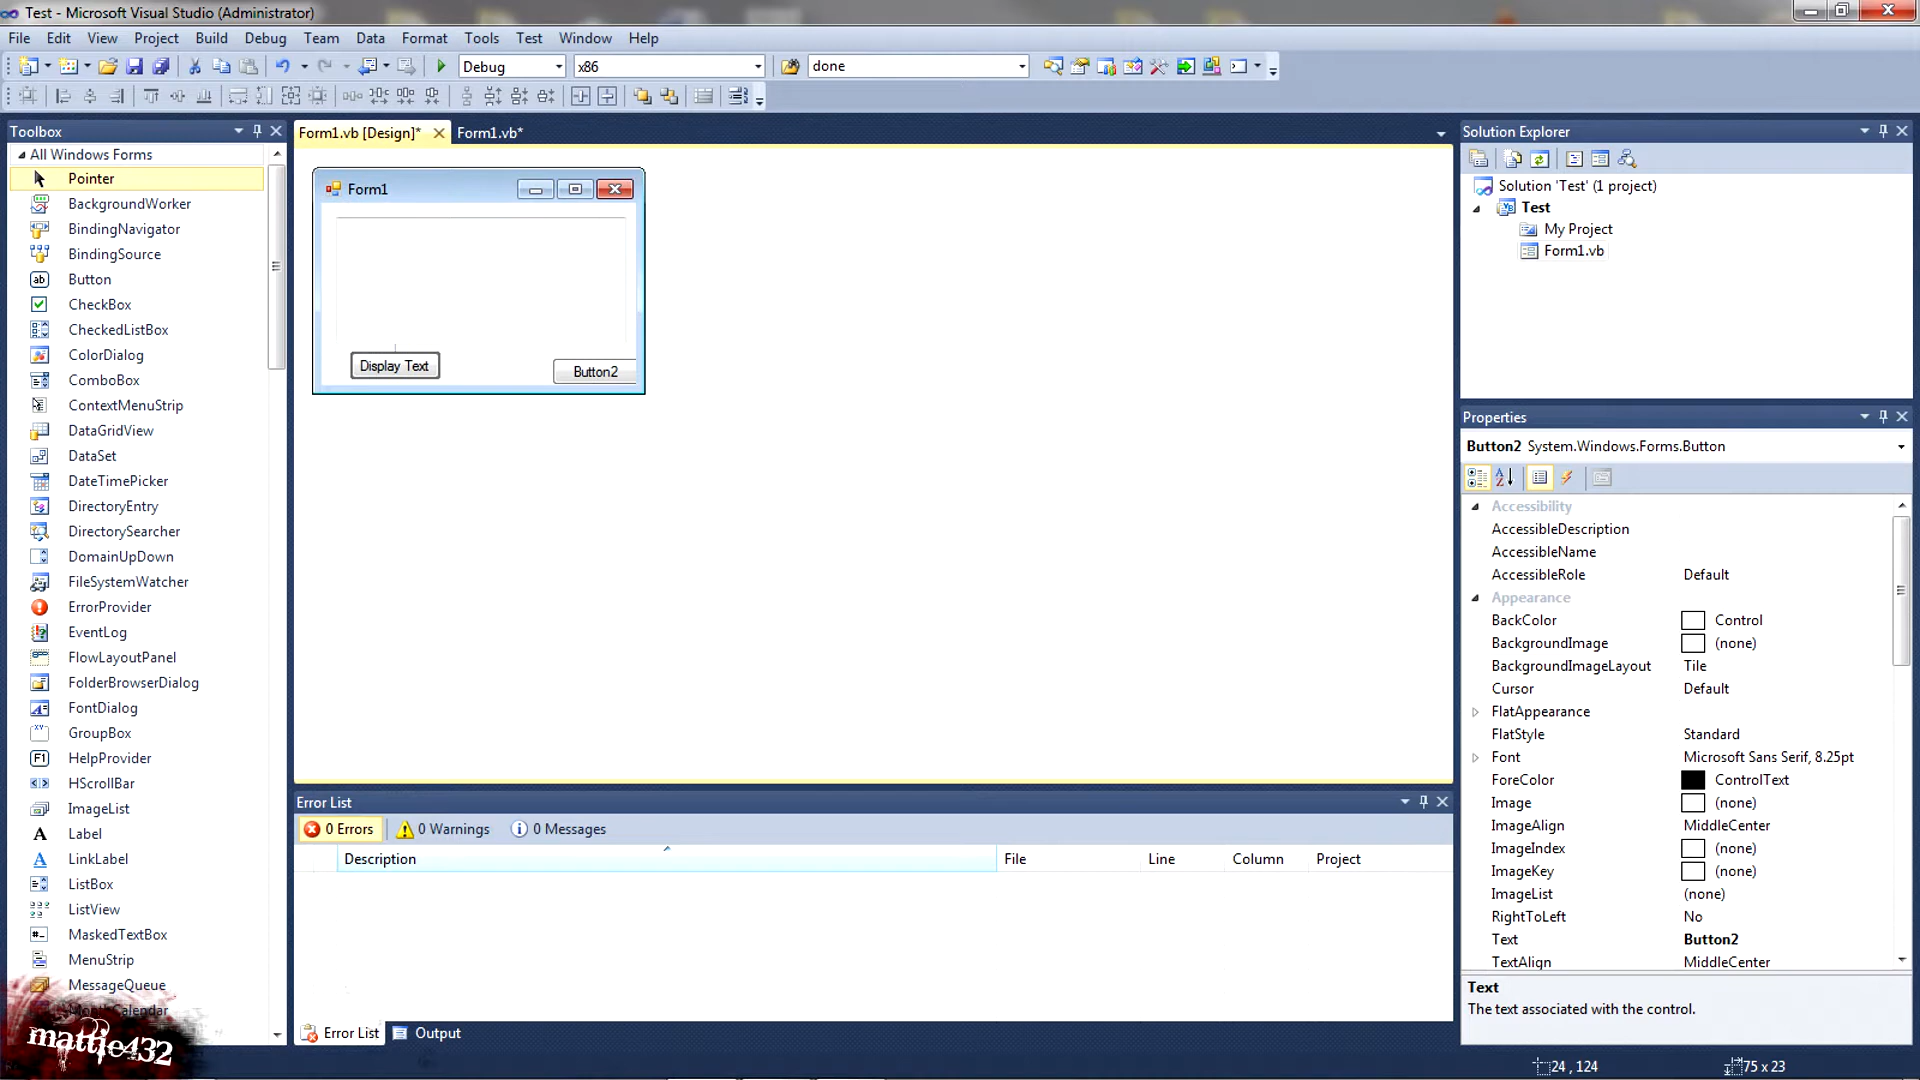 Test - Microsoft Visual Studio (Administrator)
File Edit View Project Build Debug Team Data Format Tools Test Window Help
Debug x86 done
Toolbox
All Windows Forms
Pointer
BackgroundWorker
BindingNavigator
BindingSource
Button
CheckBox
CheckedListBox
ColorDialog
ComboBox
ContextMenuStrip
DataGridView
DataSet
DateTimePicker
DirectoryEntry
DirectorySearcher
DomainUpDown
FileSystemWatcher
ErrorProvider
EventLog
FlowLayoutPanel
FolderBrowserDialog
FontDialog
GroupBox
HelpProvider
HScrollBar
ImageList
Label
LinkLabel
ListBox
ListView
MaskedTextBox
MenuStrip
MessageQueue
mattie432
Form1.vb [Design]* Form1.vb*
Form1
Display Text
Button2
Error List
0 Errors 0 Warnings 0 Messages
Description File Line Column Project
Error List Output
Solution Explorer
Solution 'Test' (1 project)
Test
My Project
Form1.vb
Properties
Button2 System.Windows.Forms.Button
Accessibility
AccessibleDescription
AccessibleName
AccessibleRole Default
Appearance
BackColor Control
BackgroundImage (none)
BackgroundImageLayout Tile
Cursor Default
FlatAppearance
FlatStyle Standard
Font Microsoft Sans Serif, 8.25pt
ForeColor ControlText
Image (none)
ImageAlign MiddleCenter
ImageIndex (none)
ImageKey (none)
ImageList (none)
RightToLeft No
Text Button2
TextAlign MiddleCenter
Text
The text associated with the control.
24 , 124 75 x 23